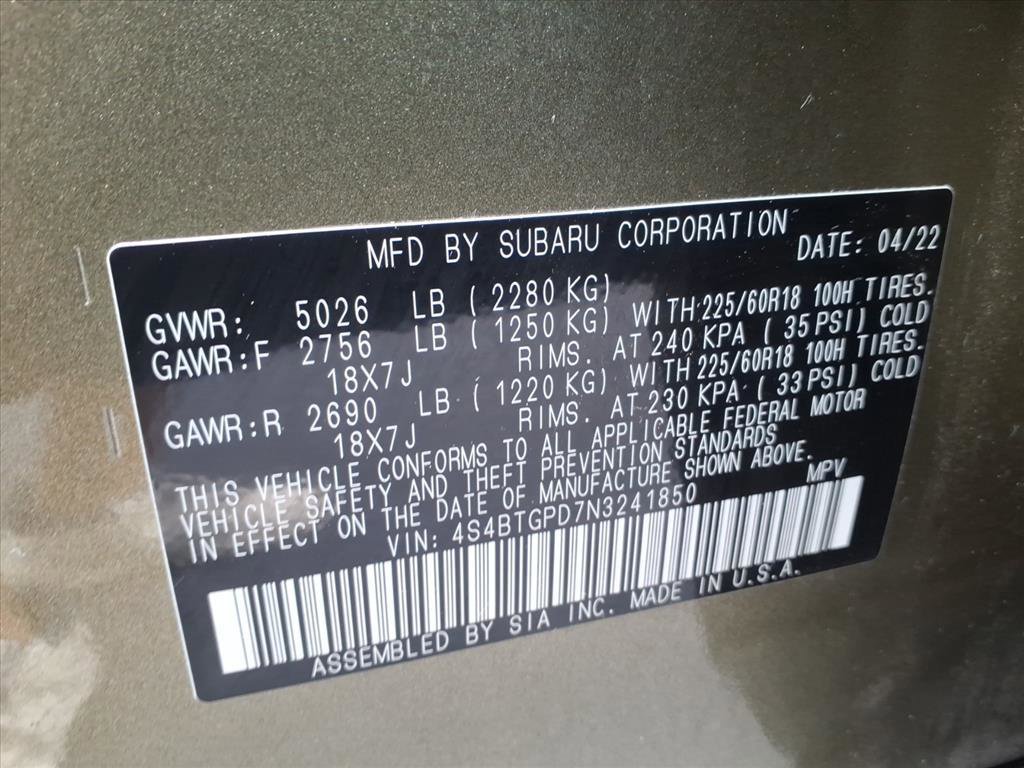 MFD BY SUBARU CORPORATION DATE: 04/22
GVWR: 5026 LB ( 2280 KG)
GAWR:F 2756 LB ( 1250 KG) WITH 225/60R18 100H TIRES.
18X7J RIMS. AT 240 KPA ( 35 PSI) COLD
GAWR:R 2690 LB ( 1220 KG) WITH 225/60R18 100H TIRES.
18X7J RIMS. AT 230 KPA ( 33 PSI) COLD
THIS VEHICLE CONFORMS TO ALL APPLICABLE FEDERAL MOTOR
VEHICLE SAFETY AND THEFT PREVENTION STANDARDS
IN EFFECT ON THE DATE OF MANUFACTURE SHOWN ABOVE.
VIN: 4S4BTGPD7N3241850 MPV
ASSEMBLED BY SIA INC. MADE IN U.S.A.